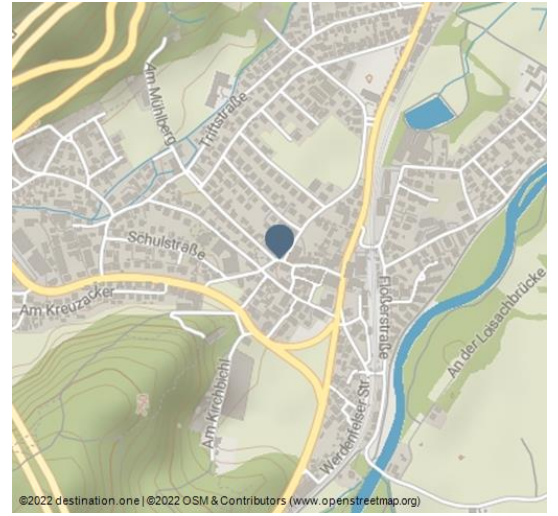 Am Mühlberg
Triftstraße
Schulstraße
Am Kreuzacker
Am Kirchbichl
Flößerstraße
An der Loisachbrücke
Werdenfelser Str.
©2022 destination.one | ©2022 OSM & Contributors (www.openstreetmap.org)